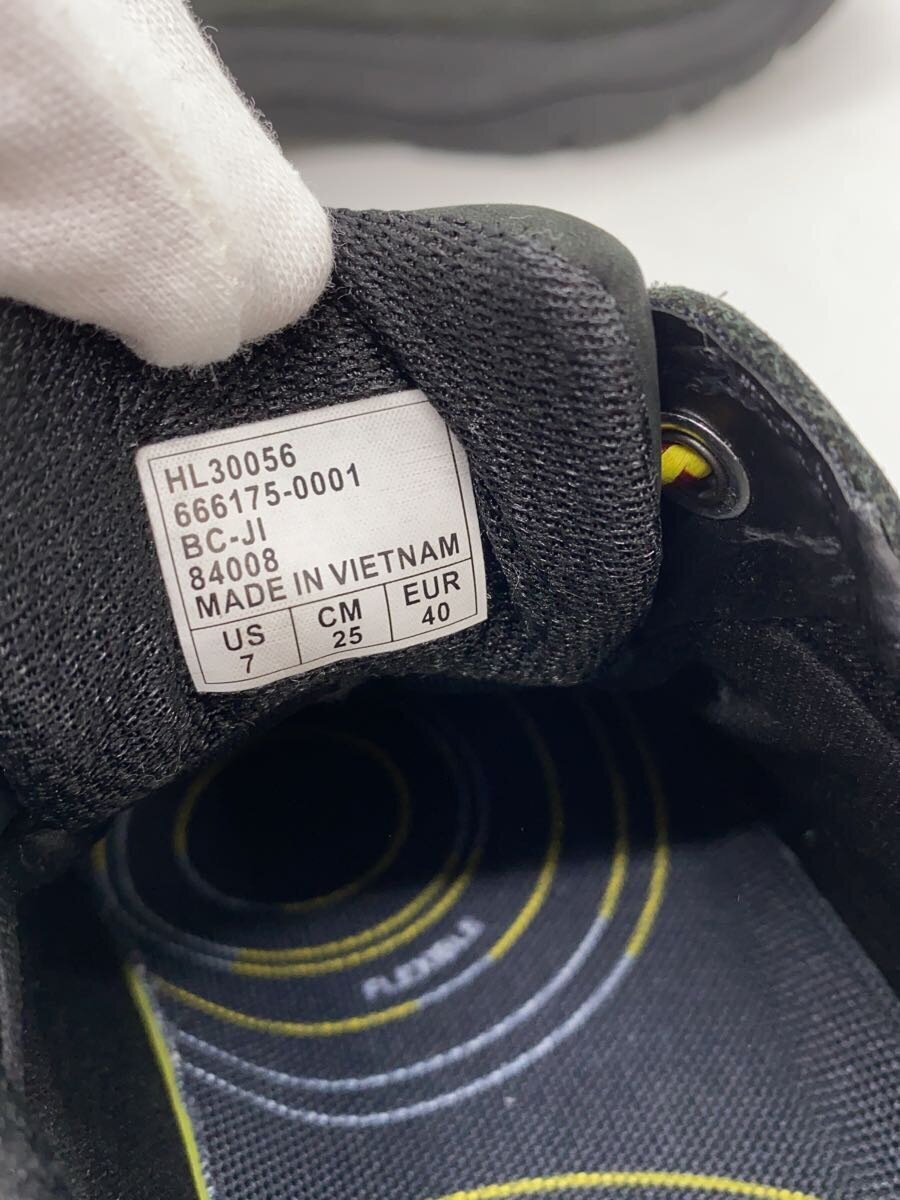 HL30056
666175-0001
BC-JI
84008
MADE IN VIETNAM
US CM EUR
7 25 40
FLEXIBLE